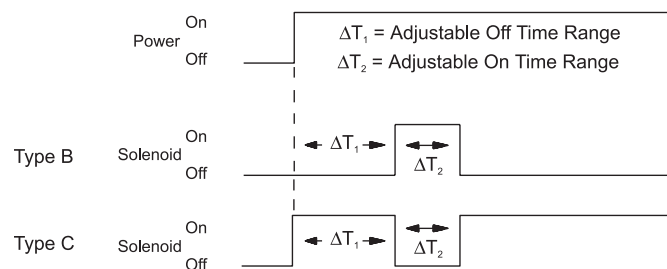 On
Power
Off
ΔT₁ = Adjustable Off Time Range
ΔT₂ = Adjustable On Time Range
Type B
Solenoid
On
Off
ΔT₁
ΔT₂
Type C
Solenoid
On
Off
ΔT₁
ΔT₂